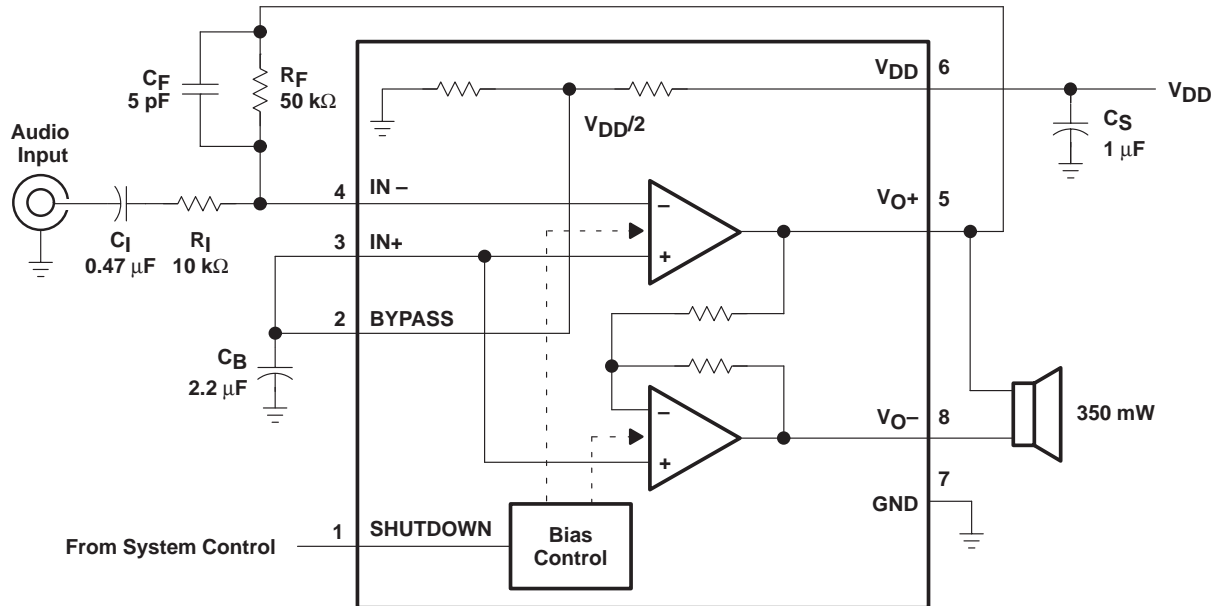 CF
5 pF
RF
50 kΩ
Audio
Input
CI
0.47 μF
RI
10 kΩ
VDD/2
VDD
6
VDD
CS
1 μF
4
IN –
–
+
VO+
5
3
IN+
2
BYPASS
CB
2.2 μF
–
+
VO–
8
350 mW
7
GND
From System Control
1
SHUTDOWN
Bias
Control